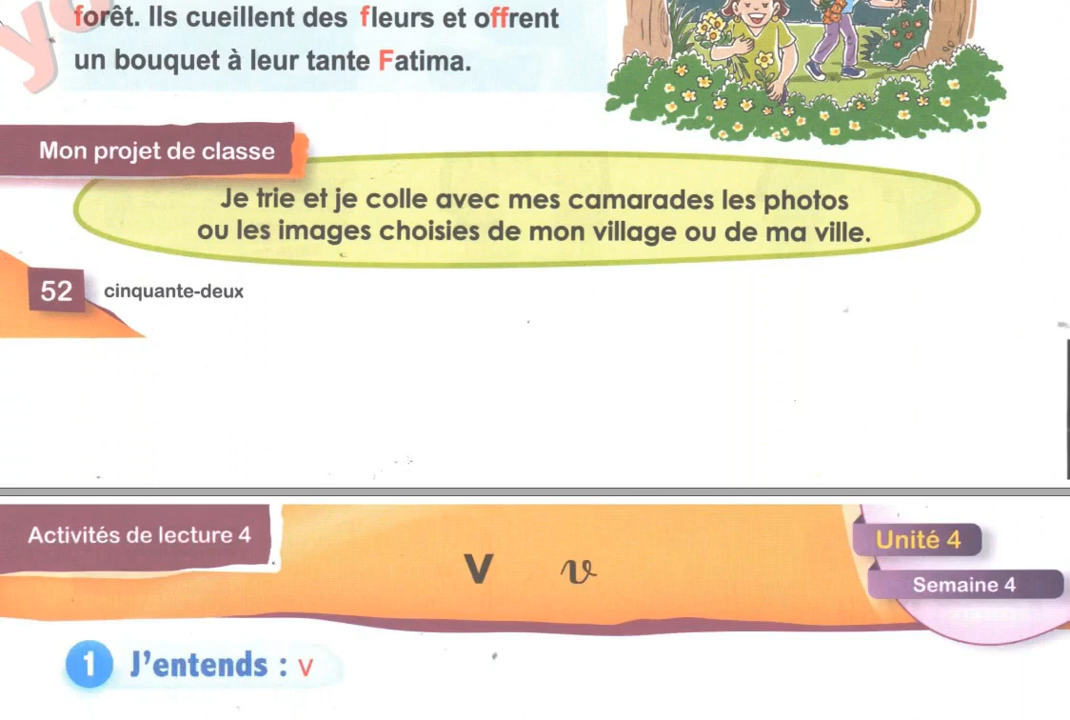 forêt. Ils cueillent des fleurs et offrent
un bouquet à leur tante Fatima.
Mon projet de classe
Je trie et je colle avec mes camarades les photos
ou les images choisies de mon village ou de ma ville.
52 cinquante-deux
Activités de lecture 4
V v
Unité 4
Semaine 4
1 J'entends : v